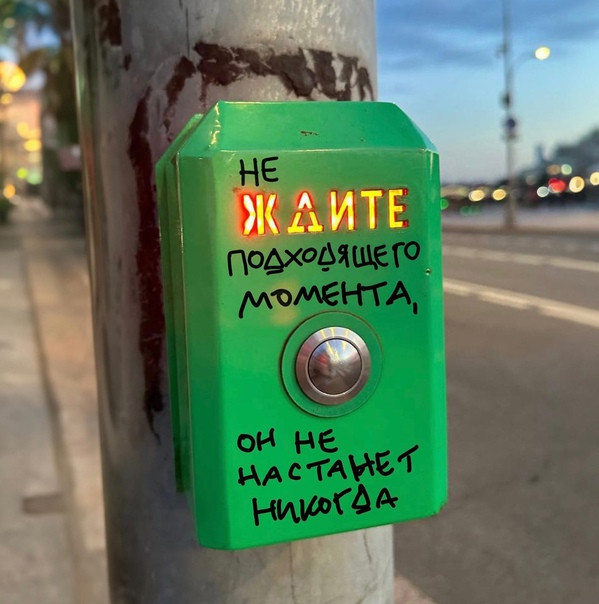 НЕ
ЖДИТЕ
ПОДХОДЯЩЕГО
МОМЕНТА,
ОН НЕ
НАСТАНЕТ
НИКОГДА